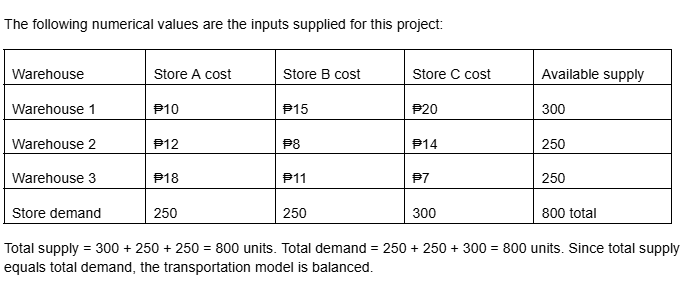 The following numerical values are the inputs supplied for this project:
Warehouse Store A cost Store B cost Store C cost Available supply
Warehouse 1 ₱10 ₱15 ₱20 300
Warehouse 2 ₱12 ₱8 ₱14 250
Warehouse 3 ₱18 ₱11 ₱7 250
Store demand 250 250 300 800 total
Total supply = 300 + 250 + 250 = 800 units. Total demand = 250 + 250 + 300 = 800 units. Since total supply
equals total demand, the transportation model is balanced.